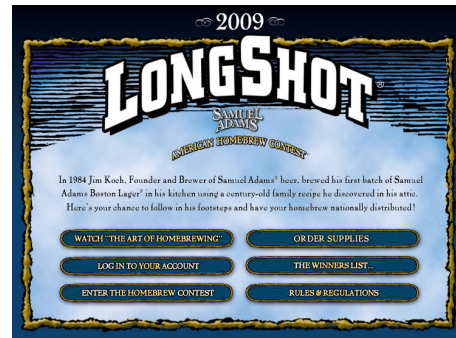 2009
LONGSHOT®
SAMUEL
ADAMS
AMERICAN HOMEBREW CONTEST
In 1984 Jim Koch, Founder and Brewer of Samuel Adams® beer, brewed his first batch of Samuel
Adams Boston Lager® in his kitchen using a century-old family recipe he discovered in his attic.
Here's your chance to follow in his footsteps and have your homebrew nationally distributed!
WATCH "THE ART OF HOMEBREWING"
ORDER SUPPLIES
LOG IN TO YOUR ACCOUNT
THE WINNERS LIST...
ENTER THE HOMEBREW CONTEST
RULES & REGULATIONS